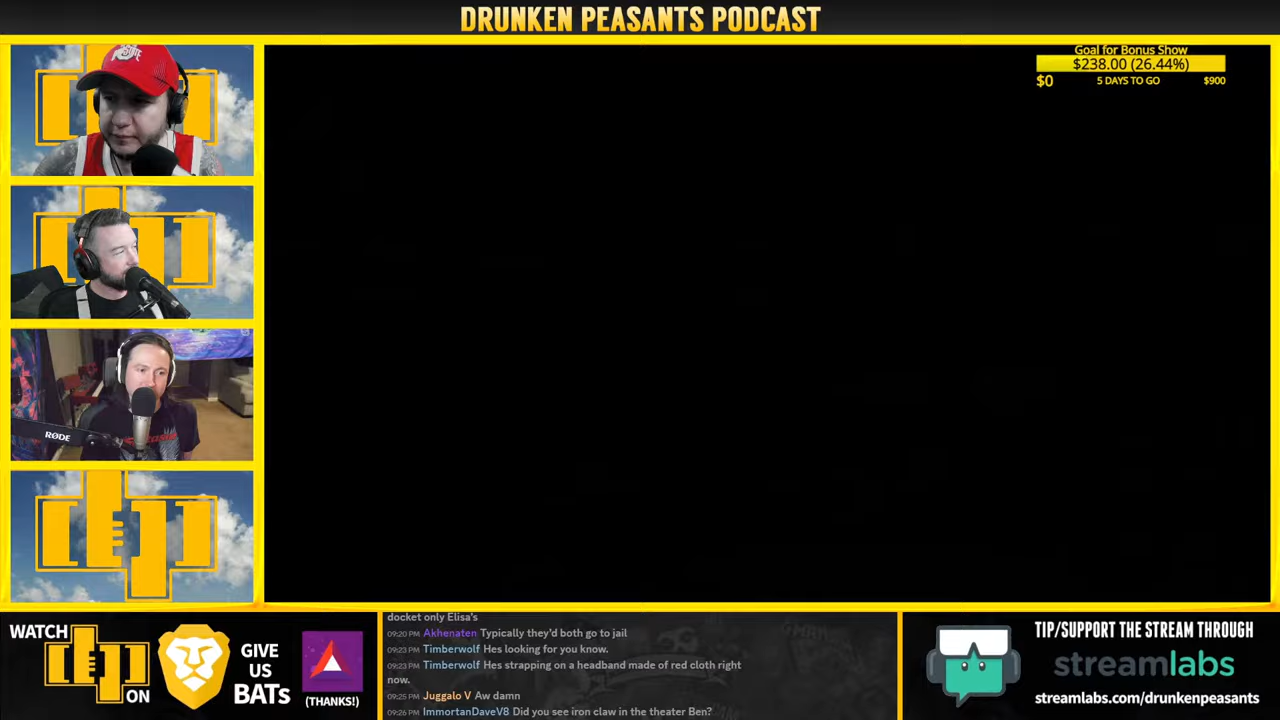 DRUNKEN PEASANTS PODCAST
Goal for Bonus Show
$238.00 (26.44%)
$0 5 DAYS TO GO $900
RØDE
docket only Elisa's
09:20 PM Akhenaten Typically they'd both go to jail
09:23 PM Timberwolf Hes looking for you know.
09:23 PM Timberwolf Hes strapping on a headband made of red cloth right
now.
09:25 PM Juggalo V Aw damn
09:26 PM ImmortanDaveV8 Did you see iron claw in the theater Ben?
WATCH
ON
GIVE
US
BATs
(THANKS!)
TIP/SUPPORT THE STREAM THROUGH
streamlabs
streamlabs.com/drunkenpeasants